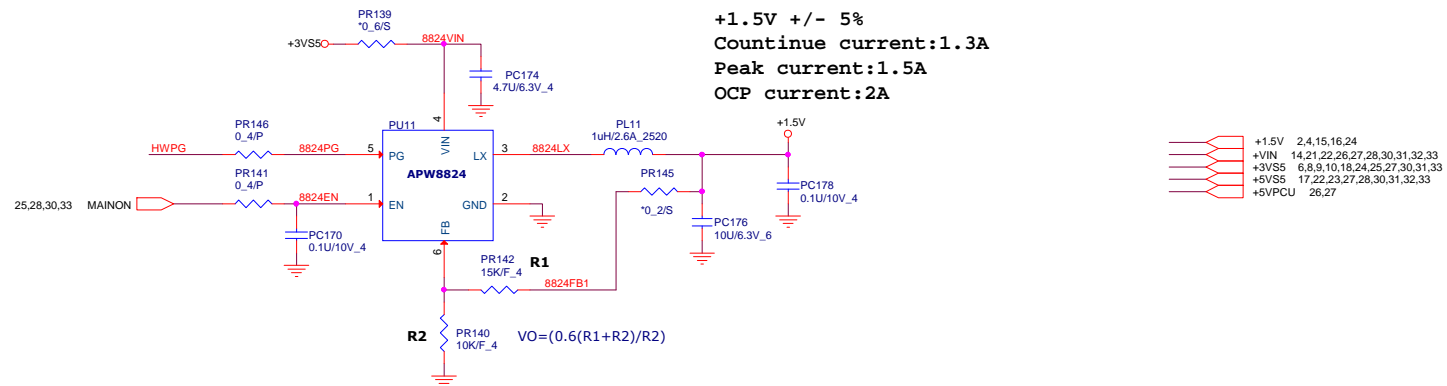 +1.5V +/- 5%
Countinue current:1.3A
Peak current:1.5A
OCP current:2A
PR139
*0_6/S
+3VS5
8824VIN
PC174
4.7U/6.3V_4
PU11
4
VIN
PR146
0_4/P
HWPG
8824PG
5
PG
APW8824
LX
3
8824LX
PL11
1uH/2.6A_2520
+1.5V
PR141
0_4/P
25,28,30,33 MAINON
8824EN
1
EN
GND
2
PC170
0.1U/10V_4
FB
6
PR145
*0_2/S
PC178
0.1U/10V_4
PC176
10U/6.3V_6
PR142
15K/F_4
R1
8824FB1
R2
PR140
10K/F_4
VO=(0.6(R1+R2)/R2)
+1.5V 2,4,15,16,24
+VIN 14,21,22,26,27,28,30,31,32,33
+3VS5 6,8,9,10,18,24,25,27,30,31,33
+5VS5 17,22,23,27,28,30,31,32,33
+5VPCU 26,27